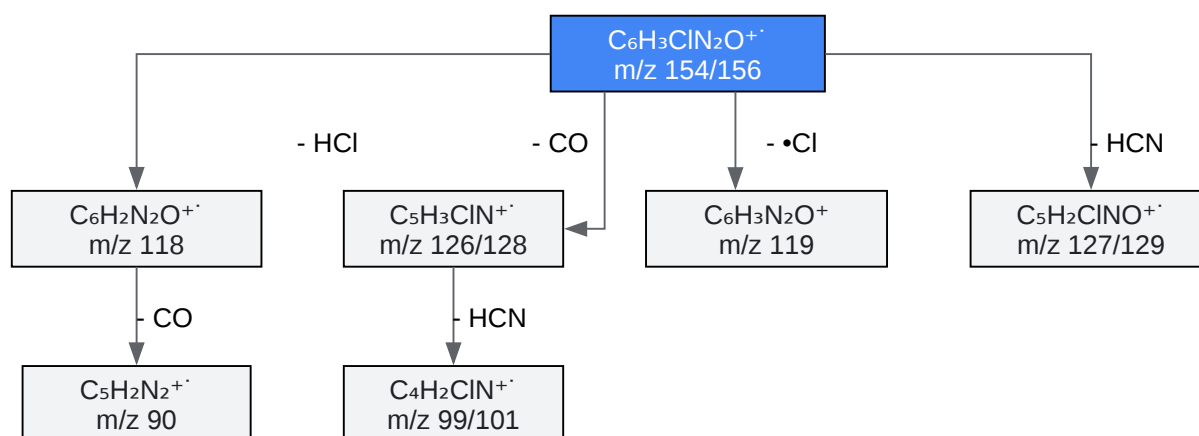 C₆H₃ClN₂O⁺˙
m/z 154/156
- HCl
- CO
- •Cl
- HCN
C₆H₂N₂O⁺˙
m/z 118
C₅H₃ClN⁺˙
m/z 126/128
C₆H₃N₂O⁺
m/z 119
C₅H₂ClNO⁺˙
m/z 127/129
- CO
- HCN
C₅H₂N₂⁺˙
m/z 90
C₄H₂ClN⁺˙
m/z 99/101